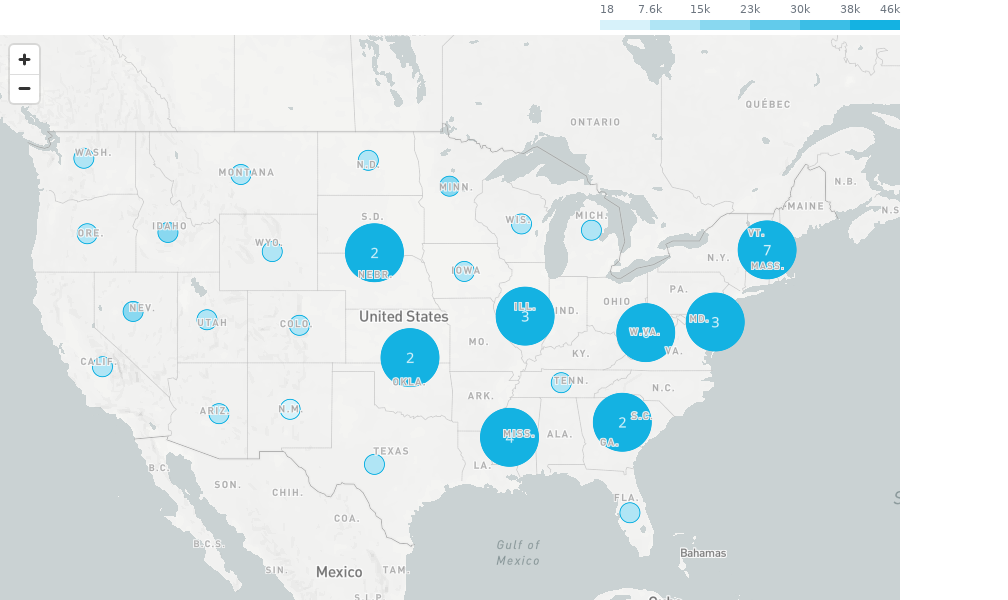 18 7.6k 15k 23k 30k 38k 46k
+
−
QUÉBEC
ONTARIO
WASH.
N.D.
MONTANA
MINN.
N.B.
MAINE
N.S
S.D.
WIS.
MICH.
ORE.
IDAHO
WYO.
VT.
2
7
N.Y.
MASS.
NEBR.
IOWA
PA.
NEV.
ILL.
OHIO
IND.
UTAH
COLO.
United States
3
MD.
3
W.VA.
MO.
VA.
KY.
CALIF.
2
OKLA.
TENN.
N.C.
ARK.
ARIZ.
N.M.
S.C.
2
MISS.
4
ALA.
GA.
TEXAS
LA.
B.C.
SON.
CHIH.
FLA.
COA.
S
B.C.S.
Gulf of
Mexico
Bahamas
SIN.
Mexico
TAM.
S.L.P.